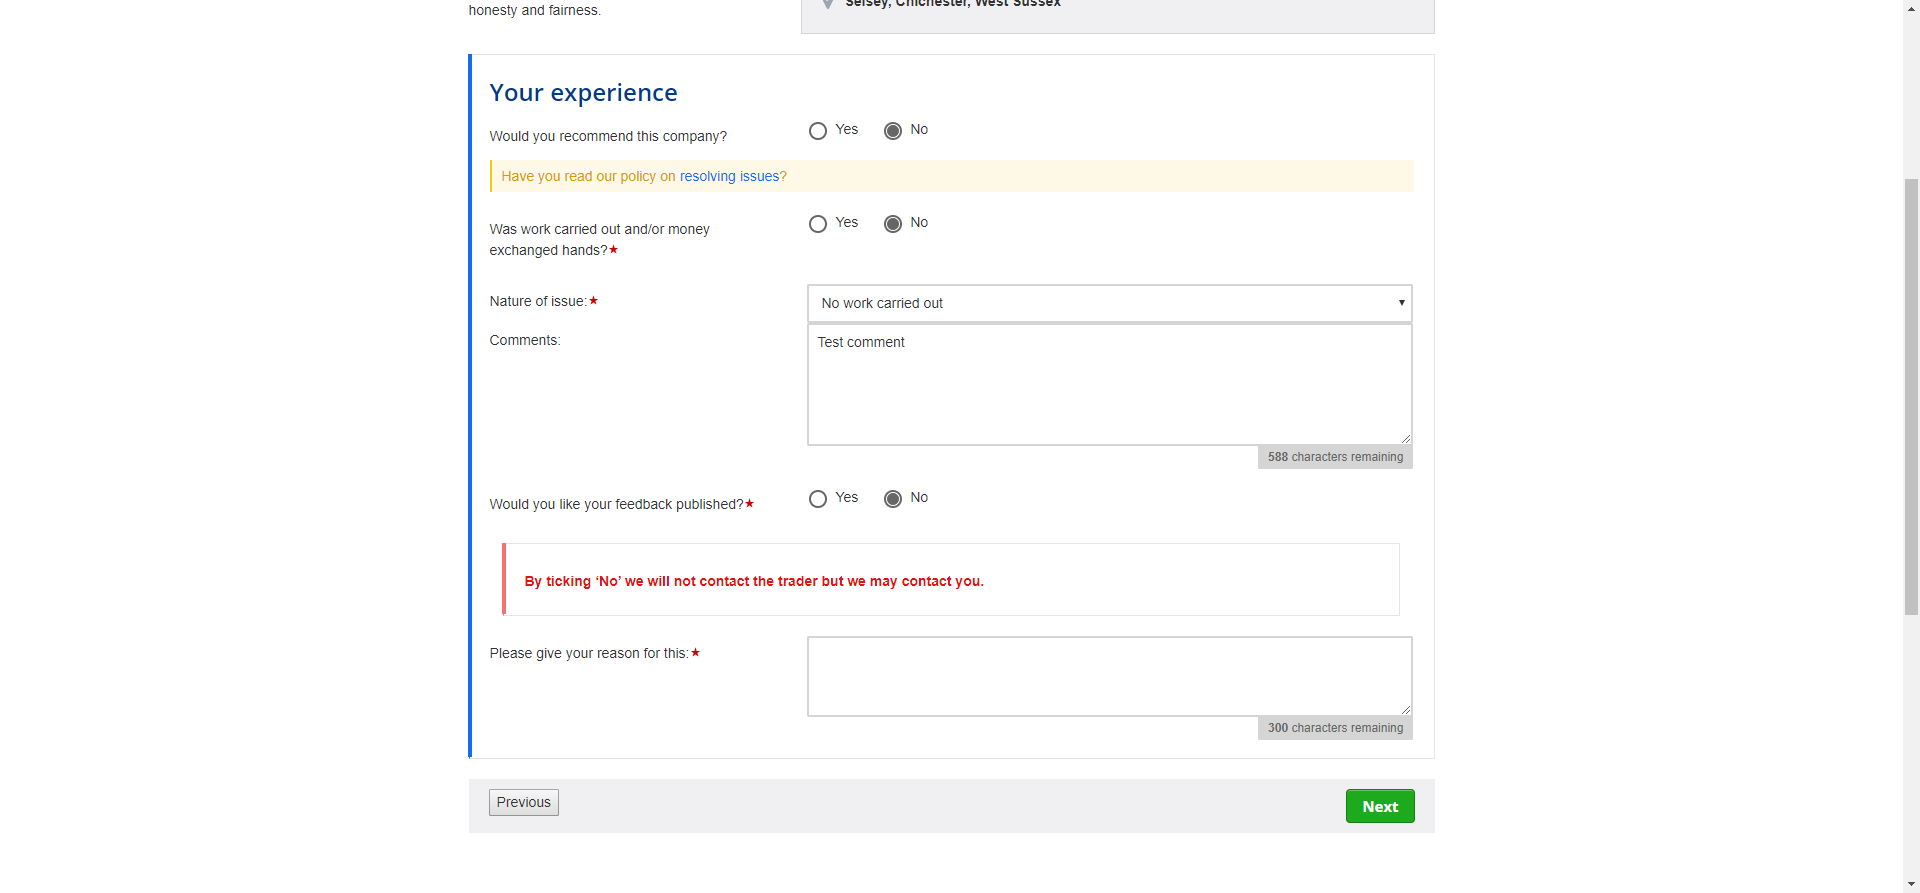 honesty and fairness.
Selsey, Chichester, West Sussex
Your experience
Would you recommend this company?
Yes
No
Have you read our policy on resolving issues?
Was work carried out and/or money
exchanged hands?★
Yes
No
Nature of issue:★
No work carried out
Comments:
Test comment
588 characters remaining
Would you like your feedback published?★
Yes
No
By ticking ‘No’ we will not contact the trader but we may contact you.
Please give your reason for this:★
300 characters remaining
Previous
Next